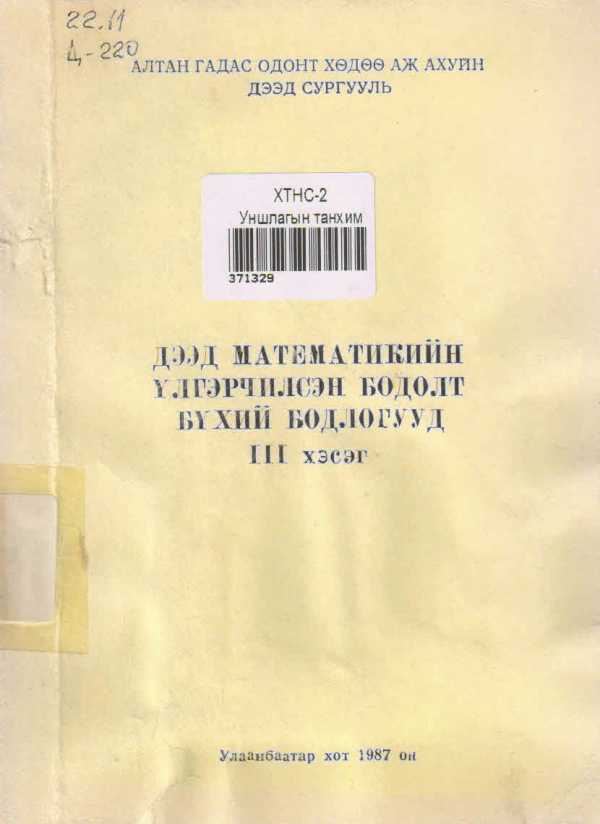 22.11
Д-220
АЛТАН ГАДАС ОДОНТ ХӨДӨӨ АЖ АХУЙН
ДЭЭД СУРГУУЛЬ
ХТНС-2
Уншлагын танхим
371329
ДЭЭД МАТЕМАТИКИЙН
ҮЛГЭРЧИЛСЭН БОДОЛТ
БҮХИЙ БОДЛОГУУД
III хэсэг
Улаанбаатар хот 1987 он